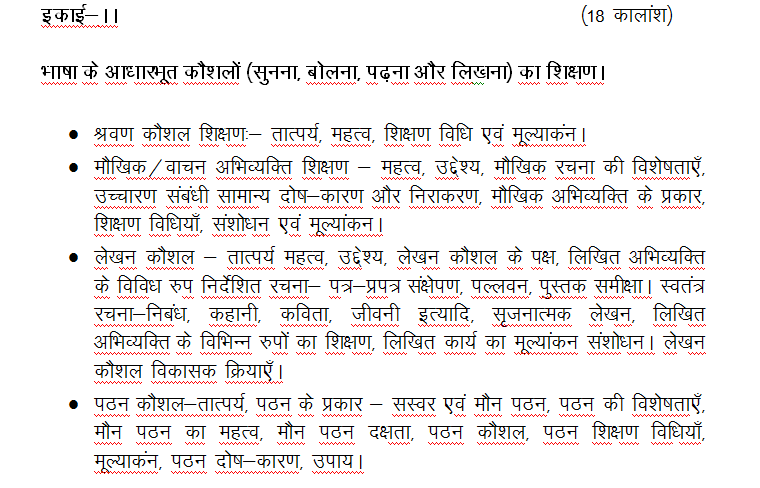 इकाई–।। (18 कालांश)
भाषा के आधारभूत कौशलों (सुनना, बोलना, पढ़ना और लिखना) का शिक्षण।
• श्रवण कौशल शिक्षणः– तात्पर्य, महत्व, शिक्षण विधि एवं मूल्याकंन।
• मौखिक/वाचन अभिव्यक्ति शिक्षण – महत्व, उद्देश्य, मौखिक रचना की विशेषताएँ,
उच्चारण संबंधी सामान्य दोष–कारण और निराकरण, मौखिक अभिव्यक्ति के प्रकार,
शिक्षण विधियाँ, संशोधन एवं मूल्यांकन।
• लेखन कौशल – तात्पर्य महत्व, उद्देश्य, लेखन कौशल के पक्ष, लिखित अभिव्यक्ति
के विविध रुप निर्देशित रचना– पत्र–प्रपत्र संक्षेपण, पल्लवन, पुस्तक समीक्षा। स्वतंत्र
रचना–निबंध, कहानी, कविता, जीवनी इत्यादि, सृजनात्मक लेखन, लिखित
अभिव्यक्ति के विभिन्न रुपों का शिक्षण, लिखित कार्य का मूल्यांकन संशोधन। लेखन
कौशल विकासक क्रियाएँ।
• पठन कौशल–तात्पर्य, पठन के प्रकार – सस्वर एवं मौन पठन, पठन की विशेषताएँ,
मौन पठन का महत्व, मौन पठन दक्षता, पठन कौशल, पठन शिक्षण विधियाँ,
मूल्याकंन, पठन दोष–कारण, उपाय।